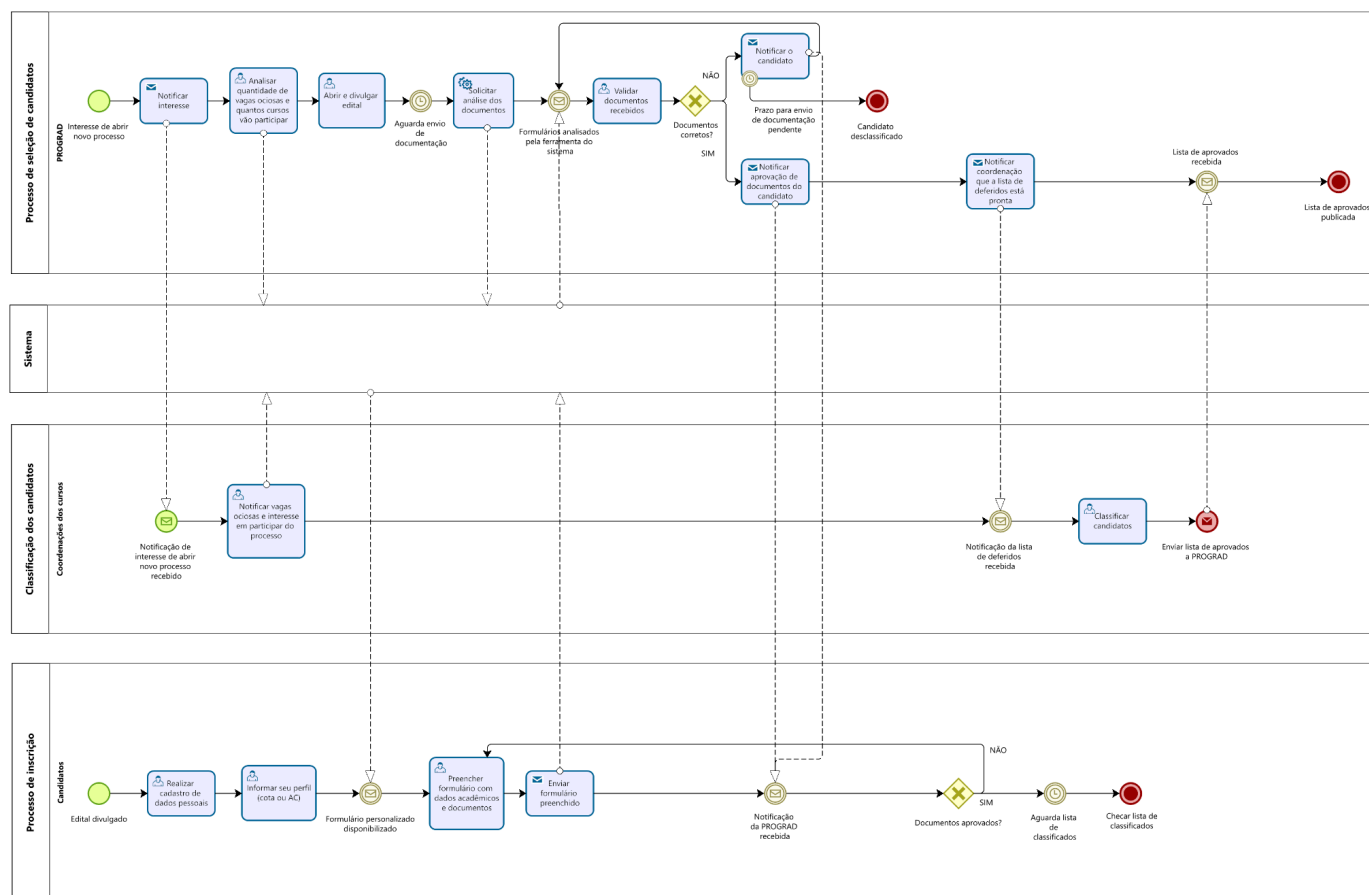 Processo de seleção de candidatos
PROGRAD
Interesse de abrir
novo processo
Notificar
interesse
Analisar
quantidade de
vagas ociosas e
quantos cursos
vão participar
Abrir e divulgar
edital
Aguarda envio
de
documentação
Solicitar
análise dos
documentos
Formulários analisados
pela ferramenta do
sistema
Validar
documentos
recebidos
Documentos
corretos?
NÃO
SIM
Notificar o
candidato
Prazo para envio
de documentação
pendente
Candidato
desclassificado
Notificar
aprovação de
documentos do
candidato
Notificar
coordenação
que a lista de
deferidos está
pronta
Lista de aprovados
recebida
Lista de aprovados
publicada
Sistema
Classificação dos candidatos
Coordenações dos cursos
Notificação de
interesse de abrir
novo processo
recebido
Notificar vagas
ociosas e interesse
em participar do
processo
Notificação da lista
de deferidos
recebida
Classificar
candidatos
Enviar lista de aprovados
a PROGRAD
Processo de inscrição
Candidatos
Edital divulgado
Realizar
cadastro de
dados pessoais
Informar seu perfil
(cota ou AC)
Formulário personalizado
disponibilizado
Preencher
formulário com
dados acadêmicos
e documentos
Enviar
formulário
preenchido
Notificação
da PROGRAD
recebida
Documentos aprovados?
NÃO
SIM
Aguarda lista
de
classificados
Checar lista de
classificados